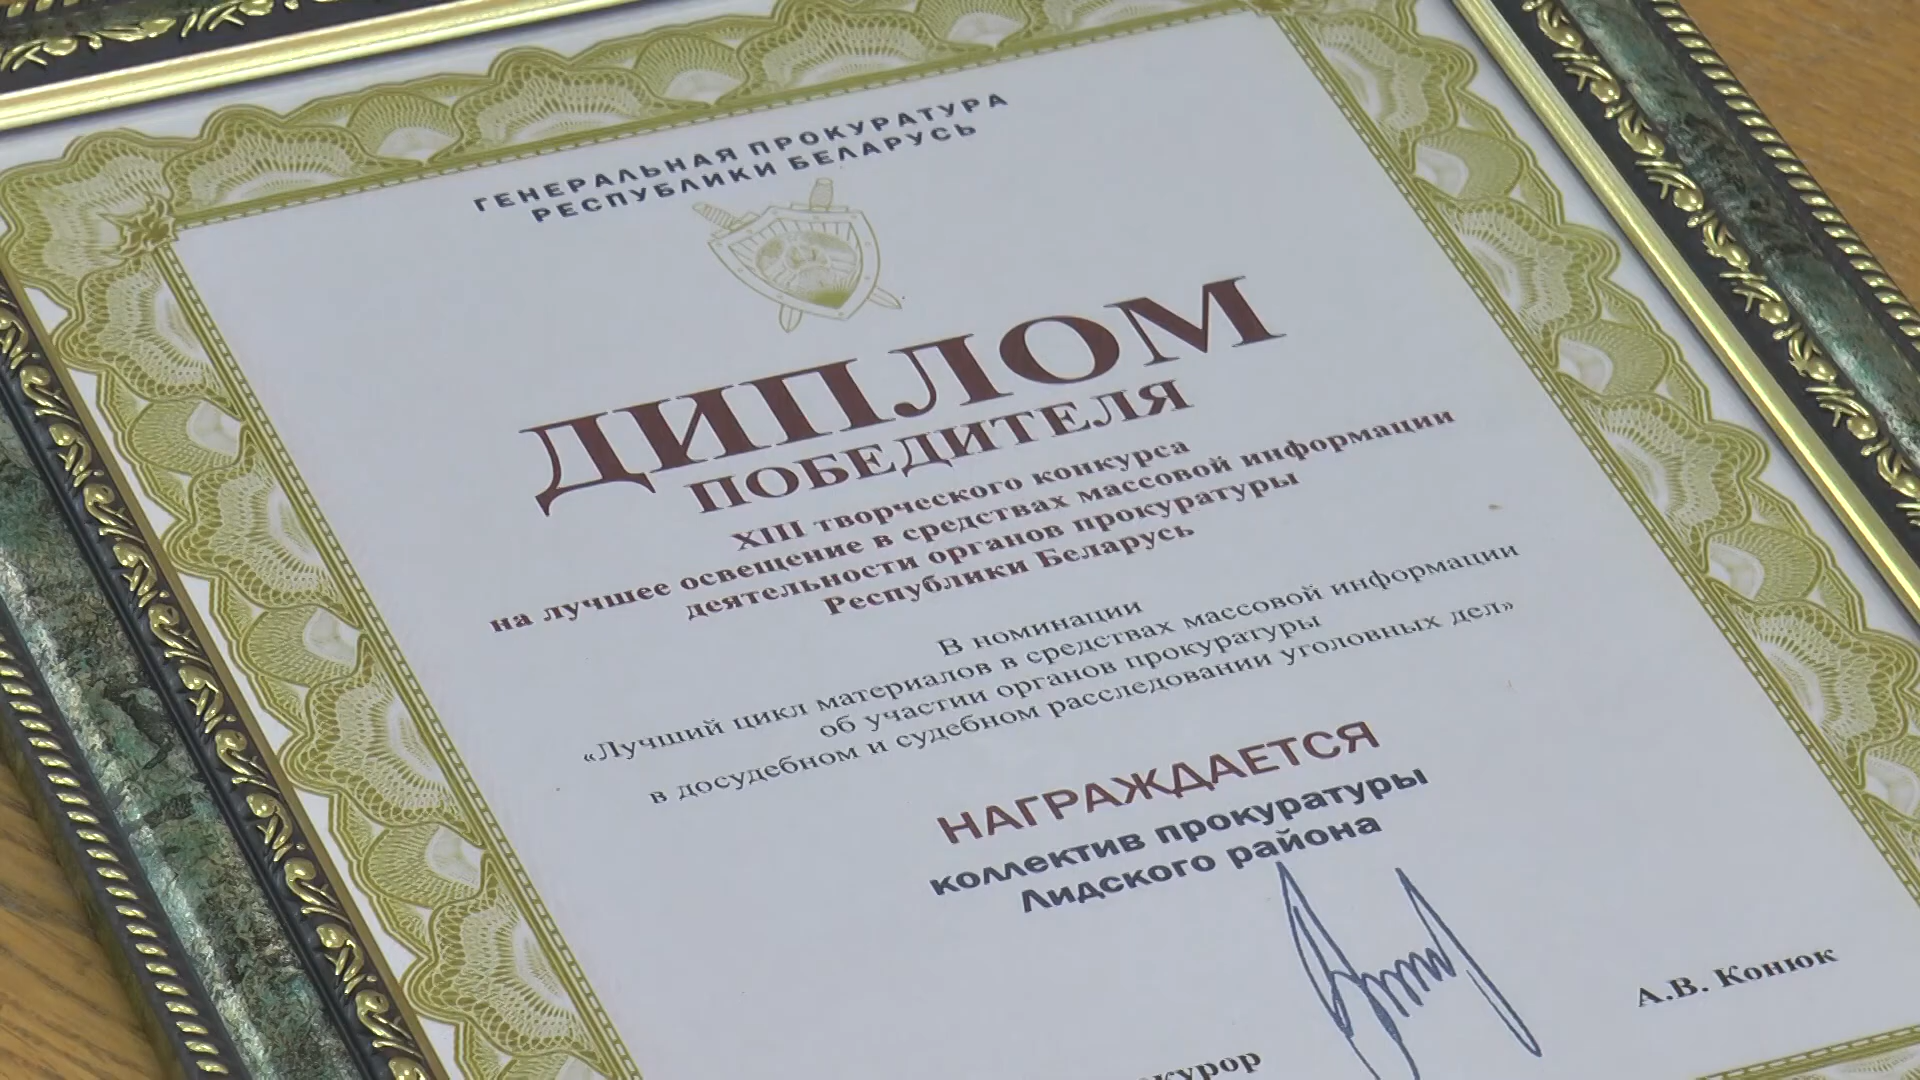 ГЕНЕРАЛЬНАЯ ПРОКУРАТУРА
РЕСПУБЛИКИ БЕЛАРУСЬ
ДИПЛОМ
ПОБЕДИТЕЛЯ
XIII творческого конкурса
на лучшее освещение в средствах массовой информации
деятельности органов прокуратуры
Республики Беларусь
В номинации
«Лучший цикл материалов в средствах массовой информации
об участии органов прокуратуры
в досудебном и судебном расследовании уголовных дел»
НАГРАЖДАЕТСЯ
коллектив прокуратуры
Лидского района
А.В. Конюк